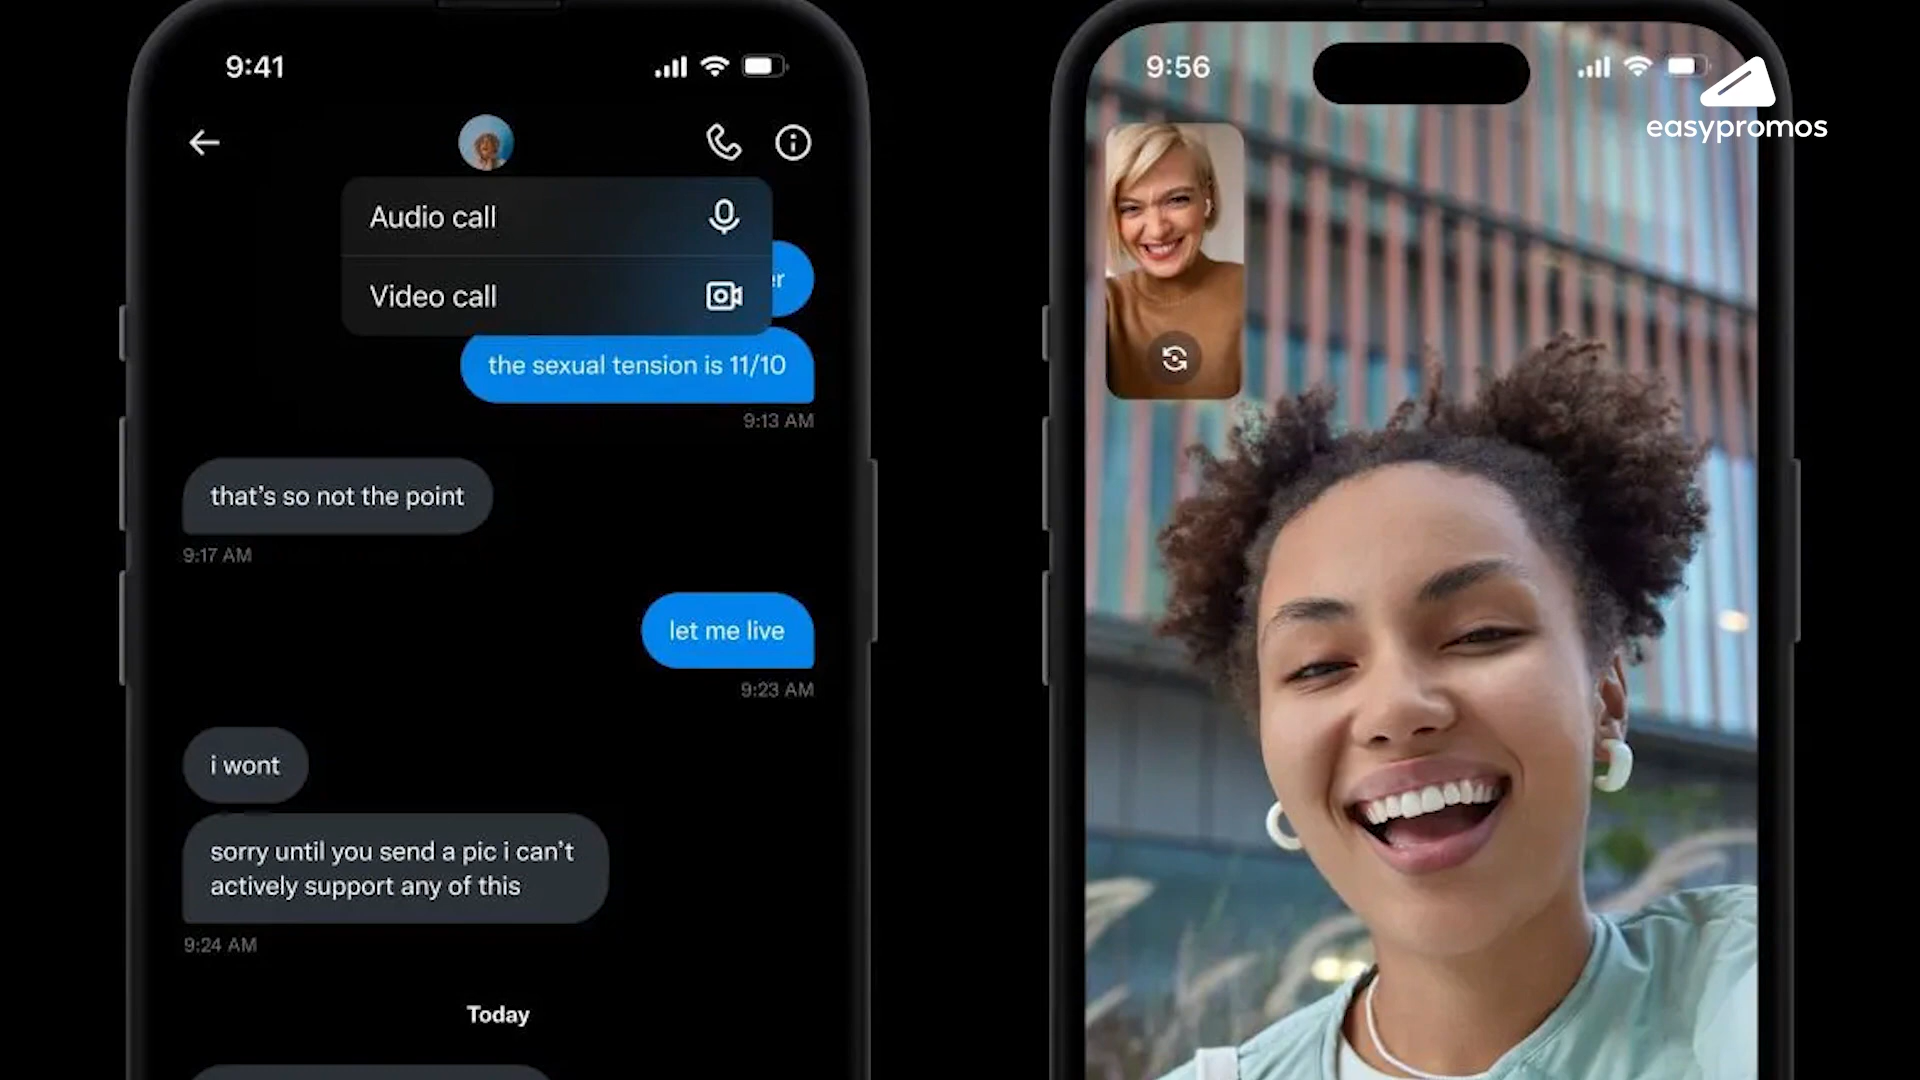 9:41
Audio call
Video call
er
the sexual tension is 11/10
9:13 AM
that's so not the point
9:17 AM
let me live
9:23 AM
i wont
sorry until you send a pic i can't
actively support any of this
9:24 AM
Today
9:56
easypromos